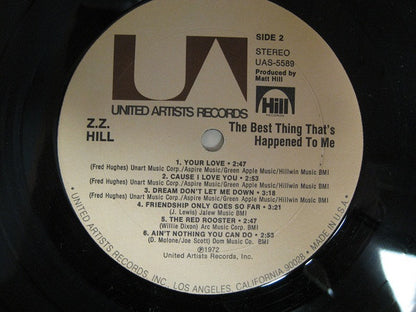 UA
SIDE 2
STEREO
UAS-5589
Produced by
Matt Hill
UNITED ARTISTS RECORDS
Hill
RECORDS
Z.Z.
HILL
The Best Thing That's
Happened To Me
1. YOUR LOVE • 2:47
(Fred Hughes) Unart Music Corp./Aspire Music/Green Apple Music/Hillwin Music BMI
2. CAUSE I LOVE YOU • 2:53
(Fred Hughes) Unart Music Corp./Aspire Music/Green Apple Music/Hillwin Music BMI
3. DREAM DON'T LET ME DOWN • 3:18
(Fred Hughes) Unart Music Corp./Aspire Music/Green Apple Music/Hillwin Music BMI
4. FRIENDSHIP ONLY GOES SO FAR • 3:21
(J. Lewis) Jalew Music BMI
5. THE RED ROOSTER • 2:47
(Willie Dixon) Arc Music Corp. BMI
6. AIN'T NOTHING YOU CAN DO • 2:53
(D. Malone/Joe Scott) Don Music Co. BMI
℗1972
United Artists Records, Inc.
UNITED ARTISTS RECORDS, INC., LOS ANGELES, CALIFORNIA 90028 • MADE IN U.S.A.